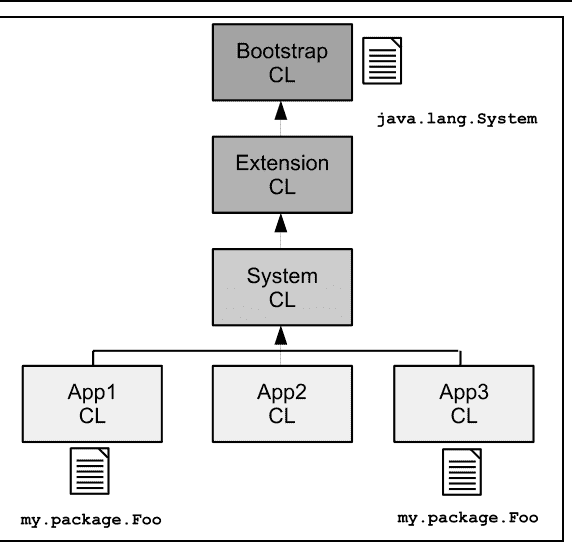 Bootstrap
CL
java.lang.System
Extension
CL
System
CL
App1
CL
App2
CL
App3
CL
my.package.Foo
my.package.Foo